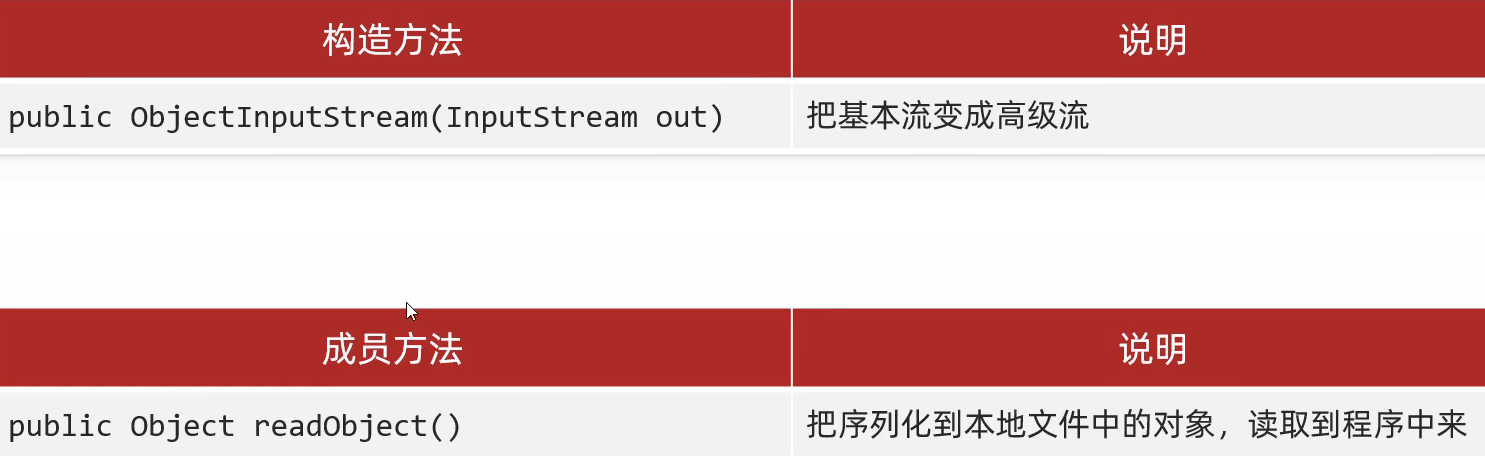 构造方法 说明
public ObjectInputStream(InputStream out) 把基本流变成高级流
成员方法 说明
public Object readObject() 把序列化到本地文件中的对象，读取到程序中来